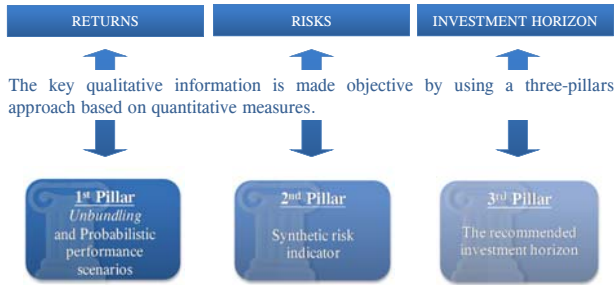 RETURNS
RISKS
INVESTMENT HORIZON
The key qualitative information is made objective by using a three-pillars
approach based on quantitative measures.
1st Pillar
Unbundling
and Probabilistic
performance
scenarios
2nd Pillar
Synthetic risk
indicator
3rd Pillar
The recommended
investment horizon